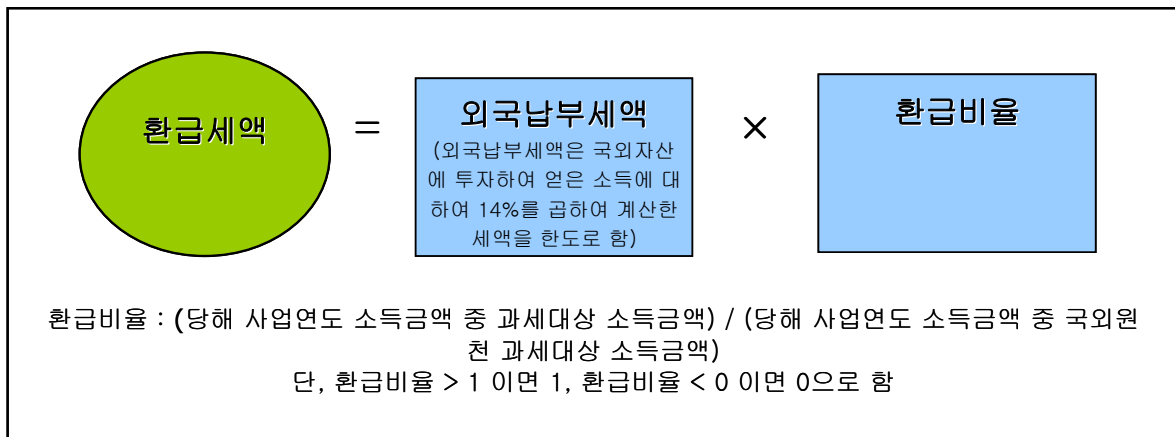 환급세액
=
외국납부세액
(외국납부세액은 국외자산
에 투자하여 얻은 소득에 대
하여 14%를 곱하여 계산한
세액을 한도로 함)
×
환급비율
환급비율 : (당해 사업연도 소득금액 중 과세대상 소득금액) / (당해 사업연도 소득금액 중 국외원
천 과세대상 소득금액)
단, 환급비율 > 1 이면 1, 환급비율 < 0 이면 0으로 함